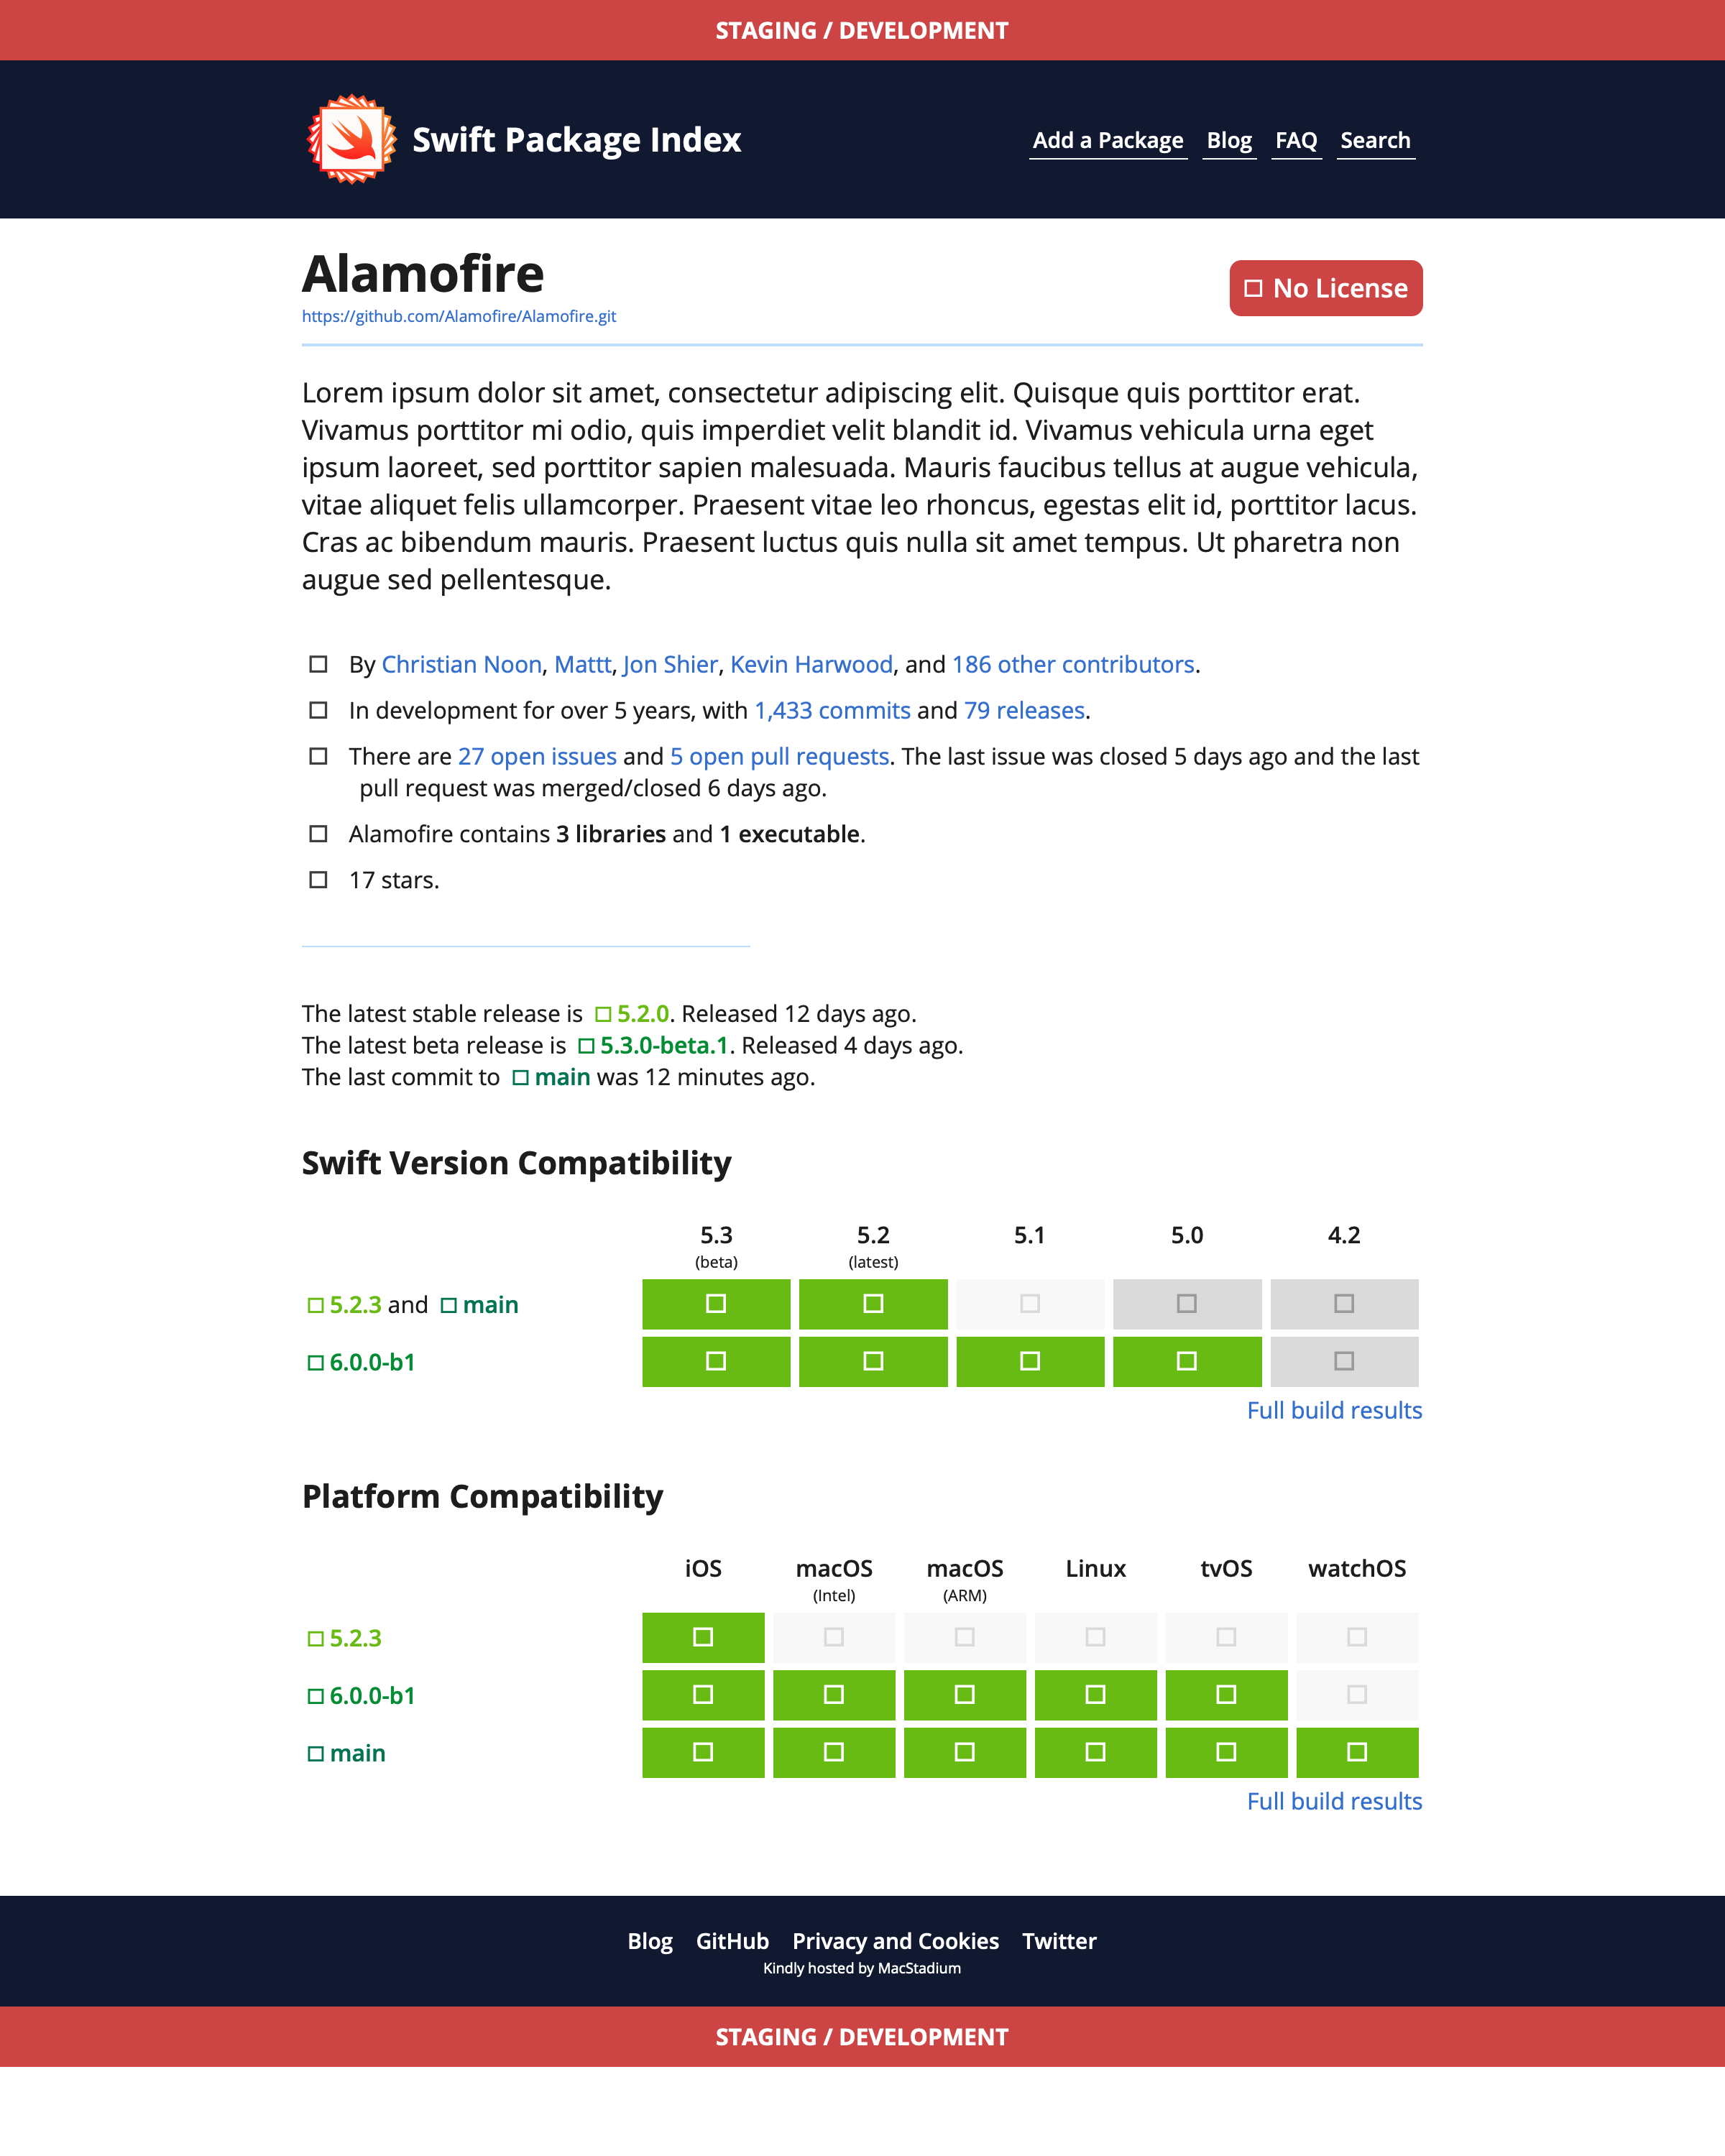 STAGING / DEVELOPMENT
Swift Package Index
Add a Package Blog FAQ Search
Alamofire
No License
https://github.com/Alamofire/Alamofire.git
Lorem ipsum dolor sit amet, consectetur adipiscing elit. Quisque quis porttitor erat.
Vivamus porttitor mi odio, quis imperdiet velit blandit id. Vivamus vehicula urna eget
ipsum laoreet, sed porttitor sapien malesuada. Mauris faucibus tellus at augue vehicula,
vitae aliquet felis ullamcorper. Praesent vitae leo rhoncus, egestas elit id, porttitor lacus.
Cras ac bibendum mauris. Praesent luctus quis nulla sit amet tempus. Ut pharetra non
augue sed pellentesque.
By Christian Noon, Mattt, Jon Shier, Kevin Harwood, and 186 other contributors.
In development for over 5 years, with 1,433 commits and 79 releases.
There are 27 open issues and 5 open pull requests. The last issue was closed 5 days ago and the last
pull request was merged/closed 6 days ago.
Alamofire contains 3 libraries and 1 executable.
17 stars.
The latest stable release is 5.2.0. Released 12 days ago.
The latest beta release is 5.3.0-beta.1. Released 4 days ago.
The last commit to main was 12 minutes ago.
Swift Version Compatibility
5.3 5.2 5.1 5.0 4.2
(beta) (latest)
5.2.3 and main
6.0.0-b1
Full build results
Platform Compatibility
iOS macOS macOS Linux tvOS watchOS
(Intel) (ARM)
5.2.3
6.0.0-b1
main
Full build results
Blog GitHub Privacy and Cookies Twitter
Kindly hosted by MacStadium
STAGING / DEVELOPMENT